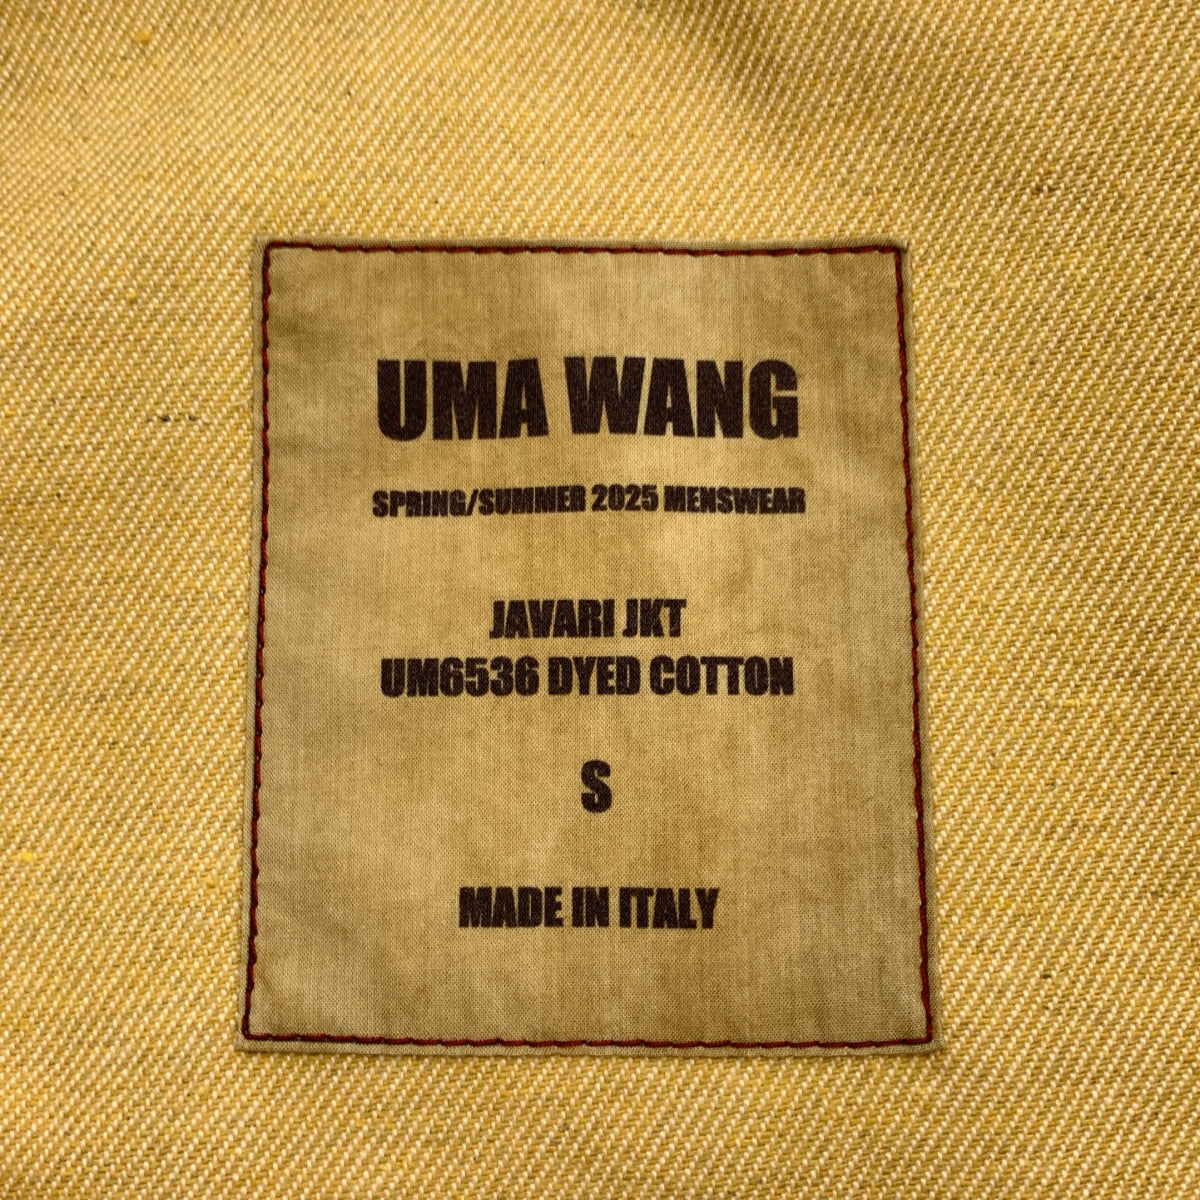 UMA WANG
SPRING/SUMMER 2025 MENSWEAR
JAVARI JKT
UM6536 DYED COTTON
S
MADE IN ITALY